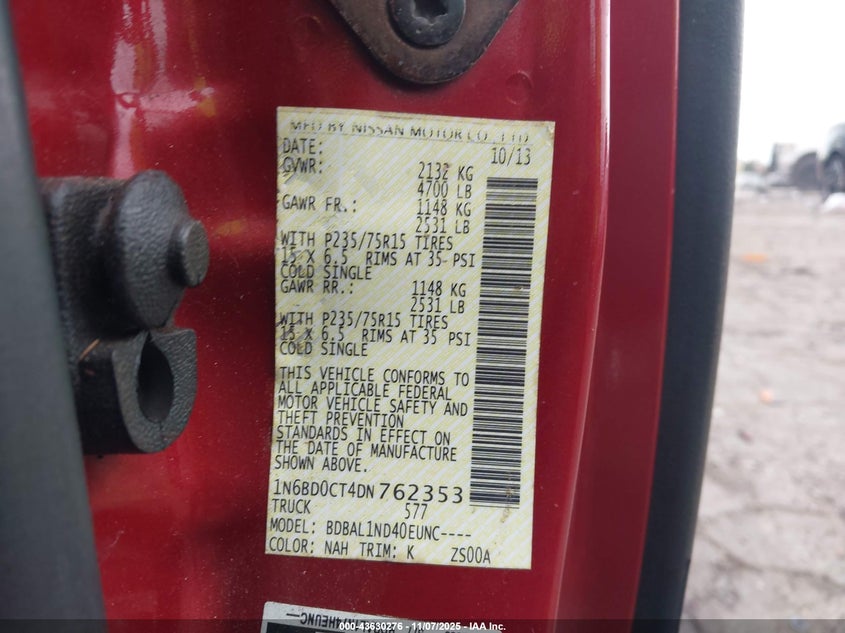 MFD BY NISSAN MOTOR CO., LTD
DATE: 10/13
GVWR: 2132 KG
4700 LB
GAWR FR.: 1148 KG
2531 LB
WITH P235/75R15 TIRES
15 X 6.5 RIMS AT 35 PSI
COLD SINGLE
GAWR RR.: 1148 KG
2531 LB
WITH P235/75R15 TIRES
15 X 6.5 RIMS AT 35 PSI
COLD SINGLE
THIS VEHICLE CONFORMS TO
ALL APPLICABLE FEDERAL
MOTOR VEHICLE SAFETY AND
THEFT PREVENTION
STANDARDS IN EFFECT ON
THE DATE OF MANUFACTURE
SHOWN ABOVE.
1N6BD0CT4DN762353
TRUCK 577
MODEL: BDBAL1ND40EUNC----
COLOR: NAH TRIM: K ZS00A
000-43630276 - 11/07/2025 - IAA Inc.